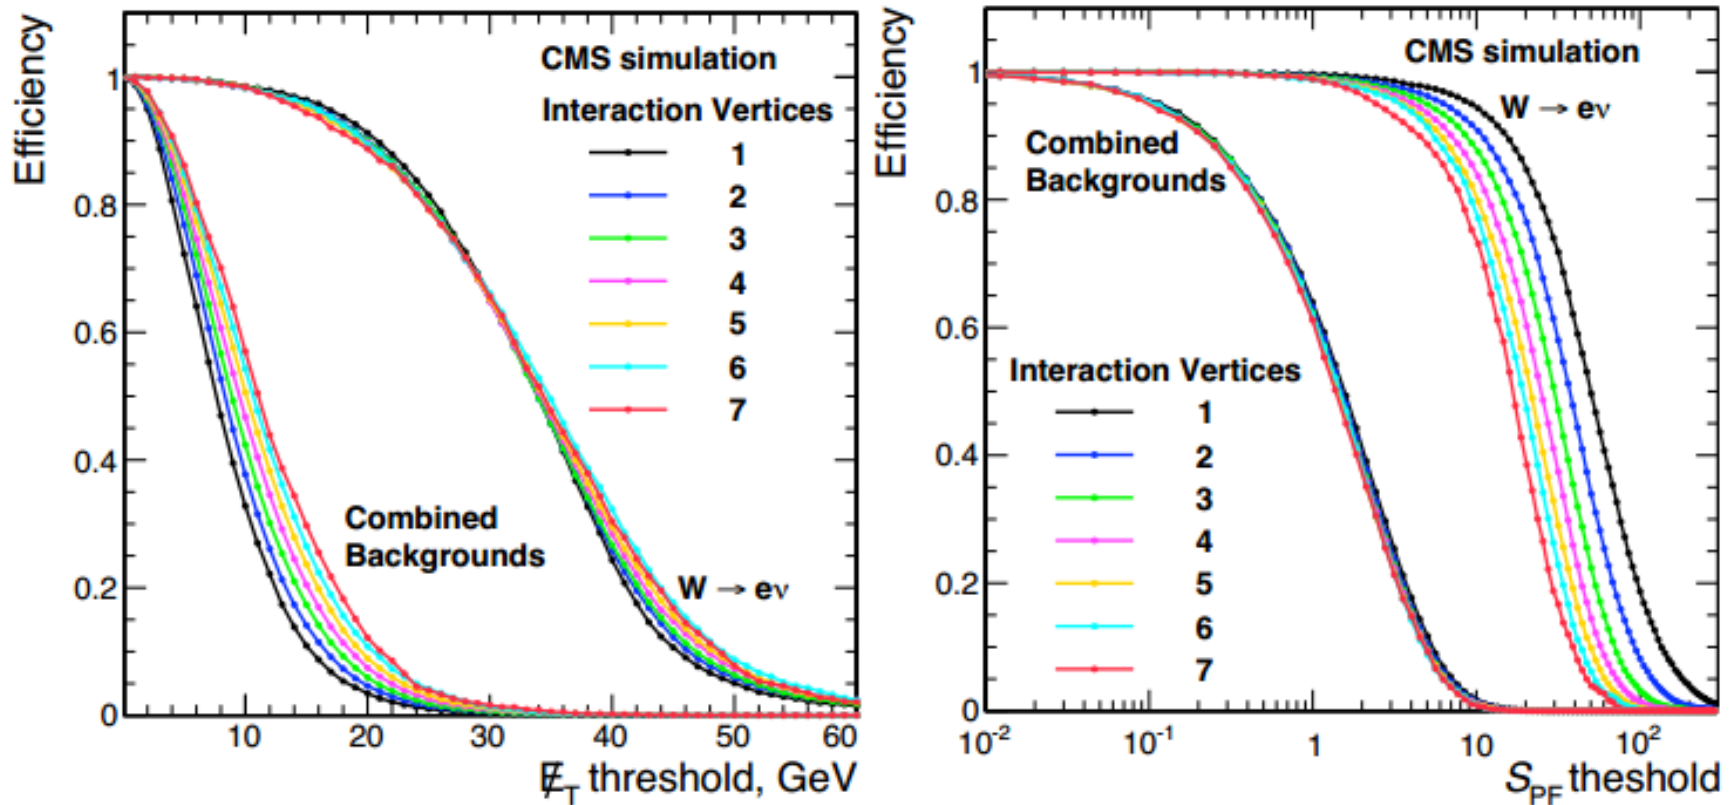 Efficiency
1
0.8
0.6
0.4
0.2
0
CMS simulation
Interaction Vertices
1
2
3
4
5
6
7
Combined
Backgrounds
W → eν
10 20 30 40 50 60
E̸T threshold, GeV
Efficiency
1
0.8
0.6
0.4
0.2
0
CMS simulation
W → eν
Combined
Backgrounds
Interaction Vertices
1
2
3
4
5
6
7
10-2 10-1 1 10 102
SPF theshold